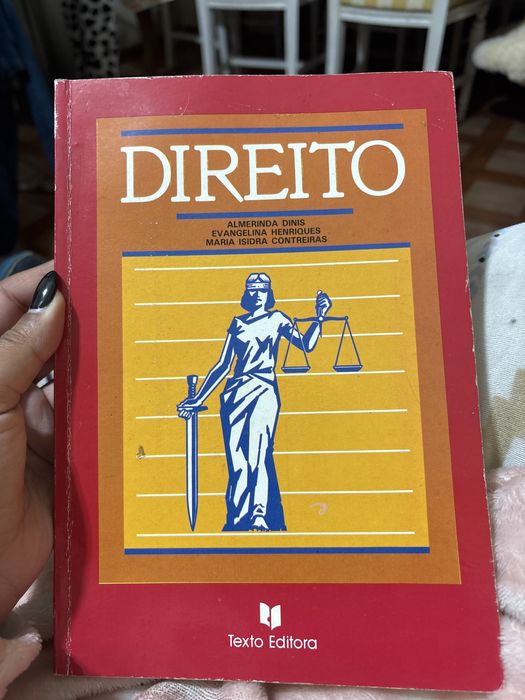 DIREITO
ALMERINDA DINIS
EVANGELINA HENRIQUES
MARIA ISIDRA CONTREIRAS
Texto Editora